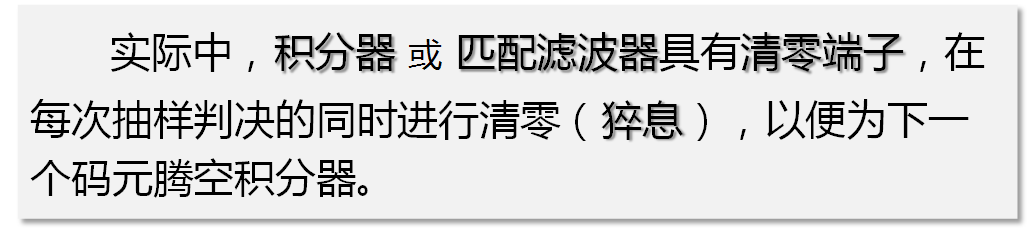 实际中，积分器 或 匹配滤波器具有清零端子，在
每次抽样判决的同时进行清零（猝息），以便为下一
个码元腾空积分器。